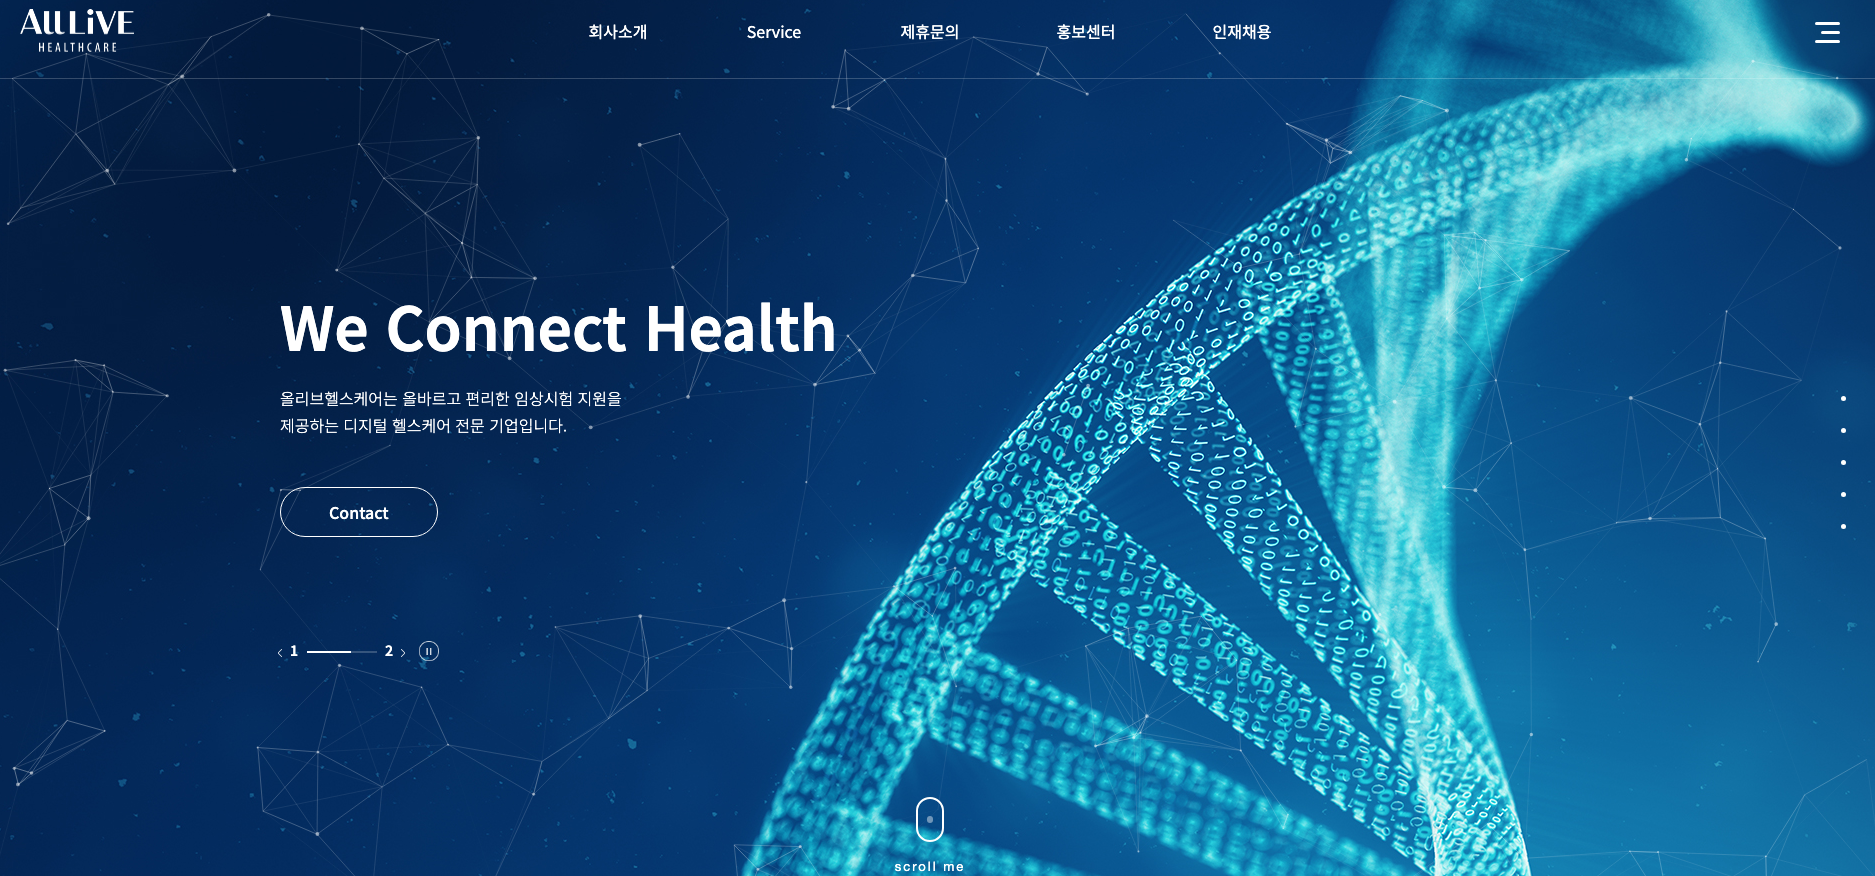 ALLLiVE
HEALTHCARE
회사소개
Service
제휴문의
홍보센터
인재채용
We Connect Health
올리브헬스케어는 올바르고 편리한 임상시험 지원을
제공하는 디지털 헬스케어 전문 기업입니다.
Contact
1
2
scroll me